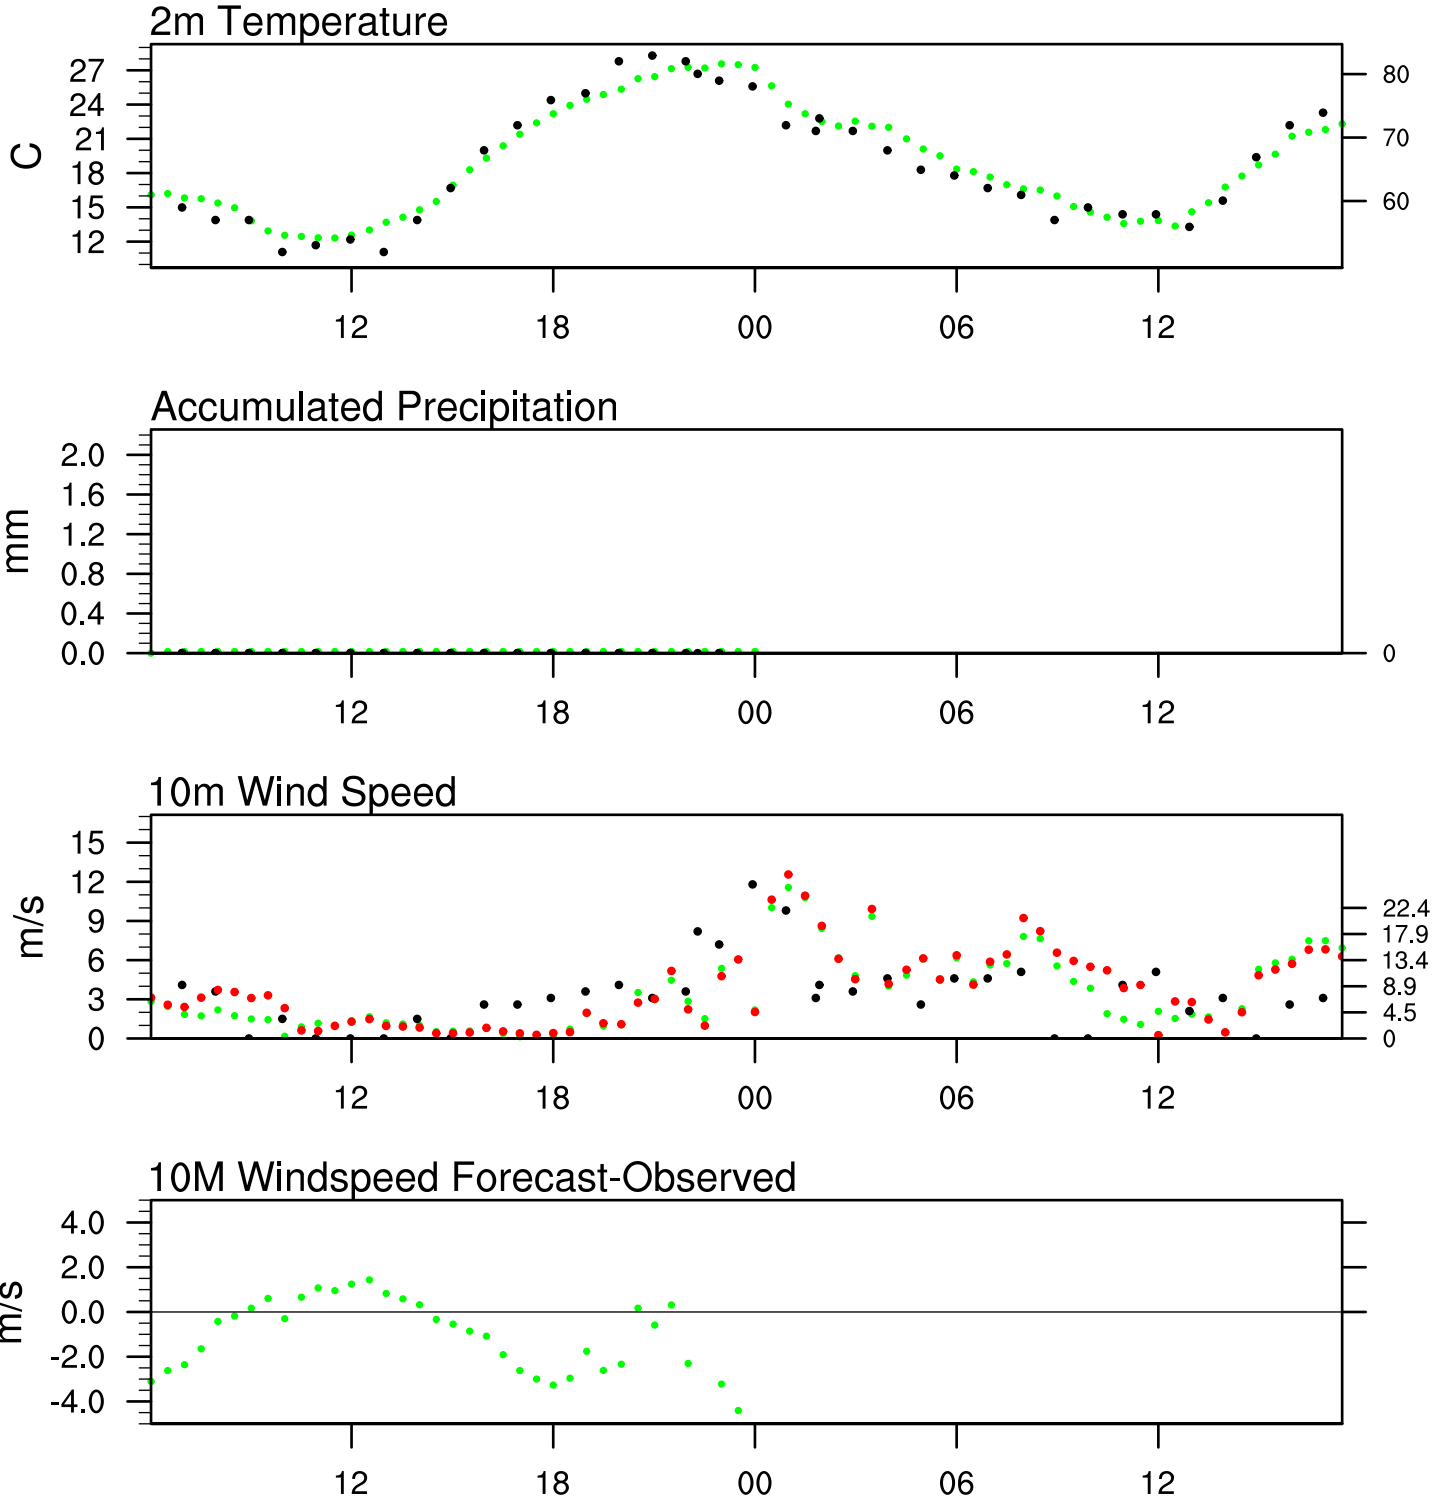 2m Temperature
27
24
21
18
15
12
C
80
70
60
12 18 00 06 12
Accumulated Precipitation
2.0
1.6
1.2
0.8
0.4
0.0
mm
0
12 18 00 06 12
10m Wind Speed
15
12
9
6
3
0
m/s
22.4
17.9
13.4
8.9
4.5
0
12 18 00 06 12
10M Windspeed Forecast-Observed
4.0
2.0
0.0
-2.0
-4.0
m/s
12 18 00 06 12